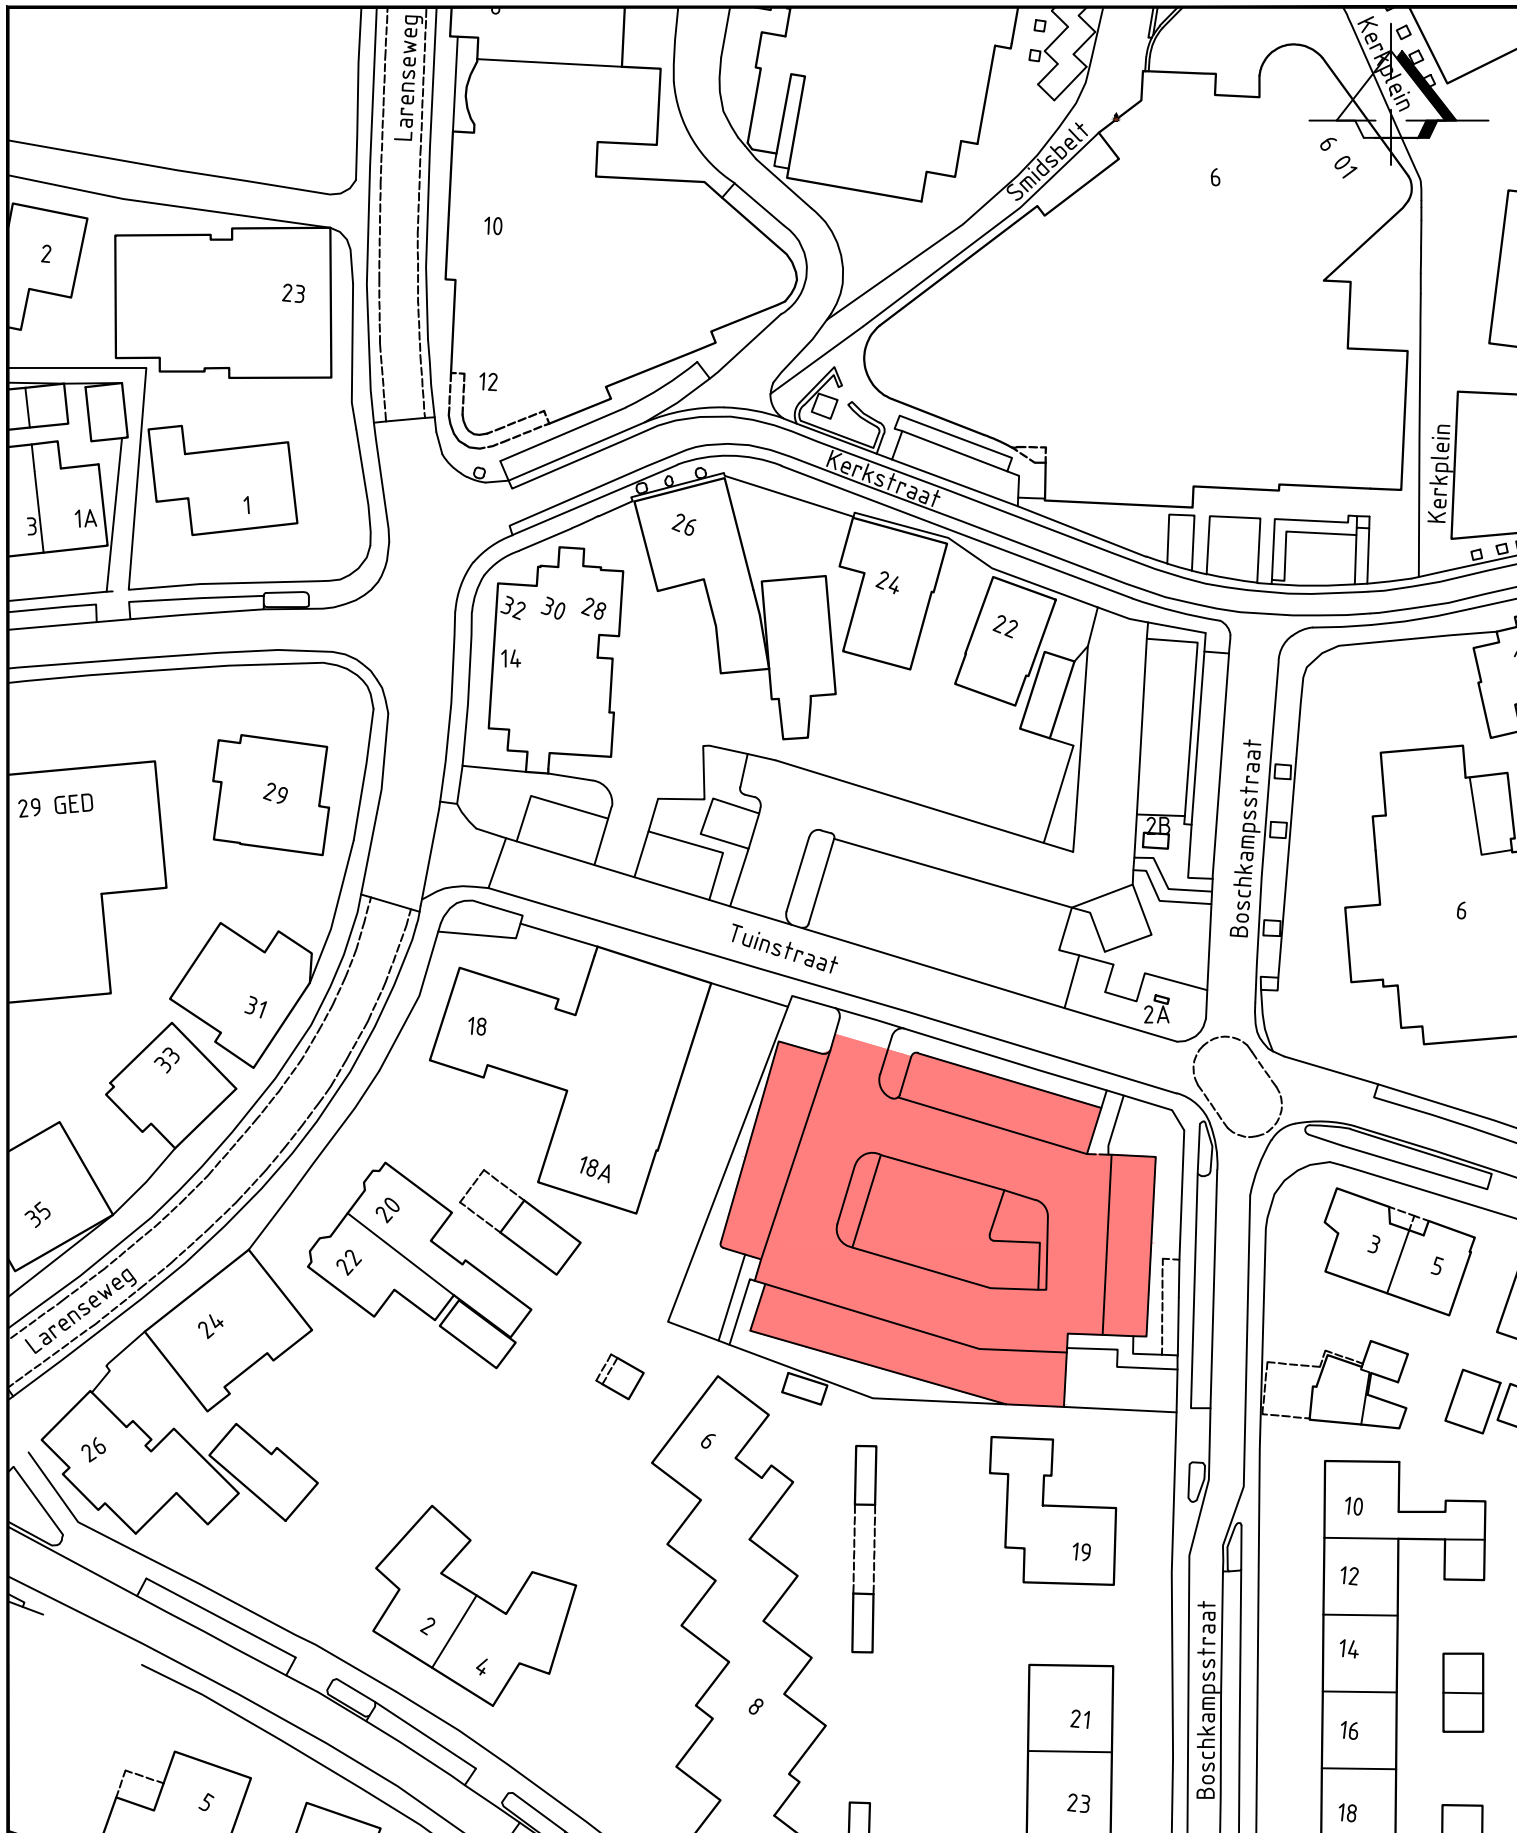 Larenseweg
Kerkplein
6 01
Smidsbelt
6
10
2
23
12
Kerkstraat
Kerkplein
1
1A
3
26
24
22
32
30
28
14
Boschkampsstraat
29 GED
29
2B
6
Tuinstraat
31
18
2A
33
18A
35
20
22
3
5
Larenseweg
24
26
6
10
19
12
2
4
14
8
21
16
Boschkampsstraat
5
23
18